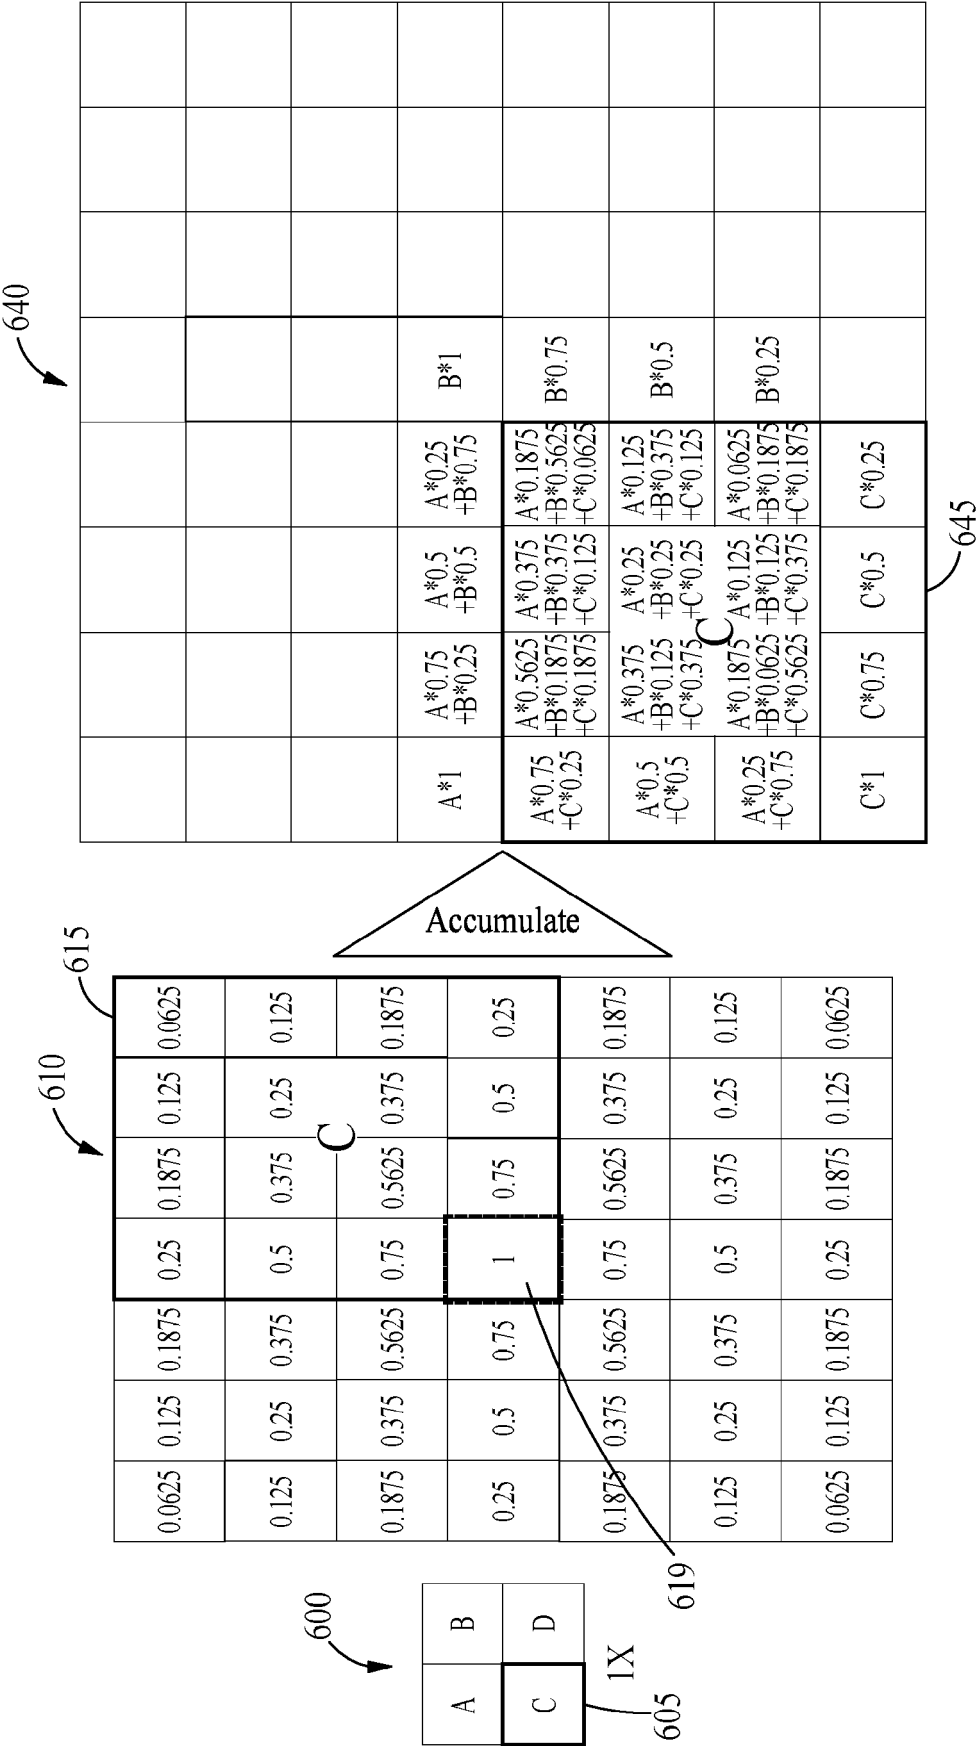 600
A B
C D
1X
605
610
615
0.0625 0.125 0.1875 0.25 0.1875 0.125 0.0625
0.125 0.25 0.375 0.5 0.375 0.25 0.125
C
0.1875 0.375 0.5625 0.75 0.5625 0.375 0.1875
0.25 0.5 0.75 1 0.75 0.5 0.25
0.1875 0.375 0.5625 0.75 0.5625 0.375 0.1875
0.125 0.25 0.375 0.5 0.375 0.25 0.125
0.0625 0.125 0.1875 0.25 0.1875 0.125 0.0625
619
Accumulate
640
A*1
A*0.75
+B*0.25
A*0.5
+B*0.5
A*0.25
+B*0.75
B*1
A*0.75
+C*0.25
A*0.5625
+B*0.1875
+C*0.1875
A*0.375
+B*0.375
+C*0.125
A*0.1875
+B*0.5625
+C*0.0625
B*0.75
A*0.5
+C*0.5
A*0.375
+B*0.125
+C*0.375
A*0.25
+B*0.25
+C*0.25
A*0.125
+B*0.375
+C*0.125
B*0.5
C
A*0.25
+C*0.75
A*0.1875
+B*0.0625
+C*0.5625
A*0.125
+B*0.125
+C*0.375
A*0.0625
+B*0.1875
+C*0.1875
B*0.25
C*1 C*0.75 C*0.5 C*0.25
645